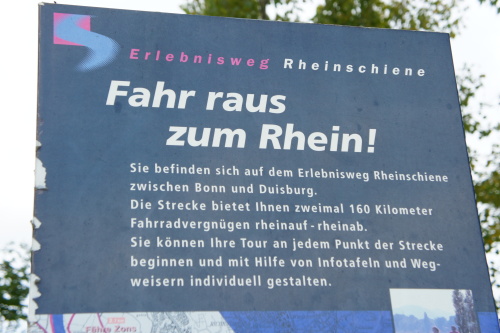 Erlebnisweg Rheinschiene
Fahr raus
zum Rhein!
Sie befinden sich auf dem Erlebnisweg Rheinschiene
zwischen Bonn und Duisburg.
Die Strecke bietet Ihnen zweimal 160 Kilometer
Fahrradvergnügen rheinauf-rheinab.
Sie können Ihre Tour an jedem Punkt der Strecke
beginnen und mit Hilfe von Infotafeln und Weg-
weisern individuell gestalten.